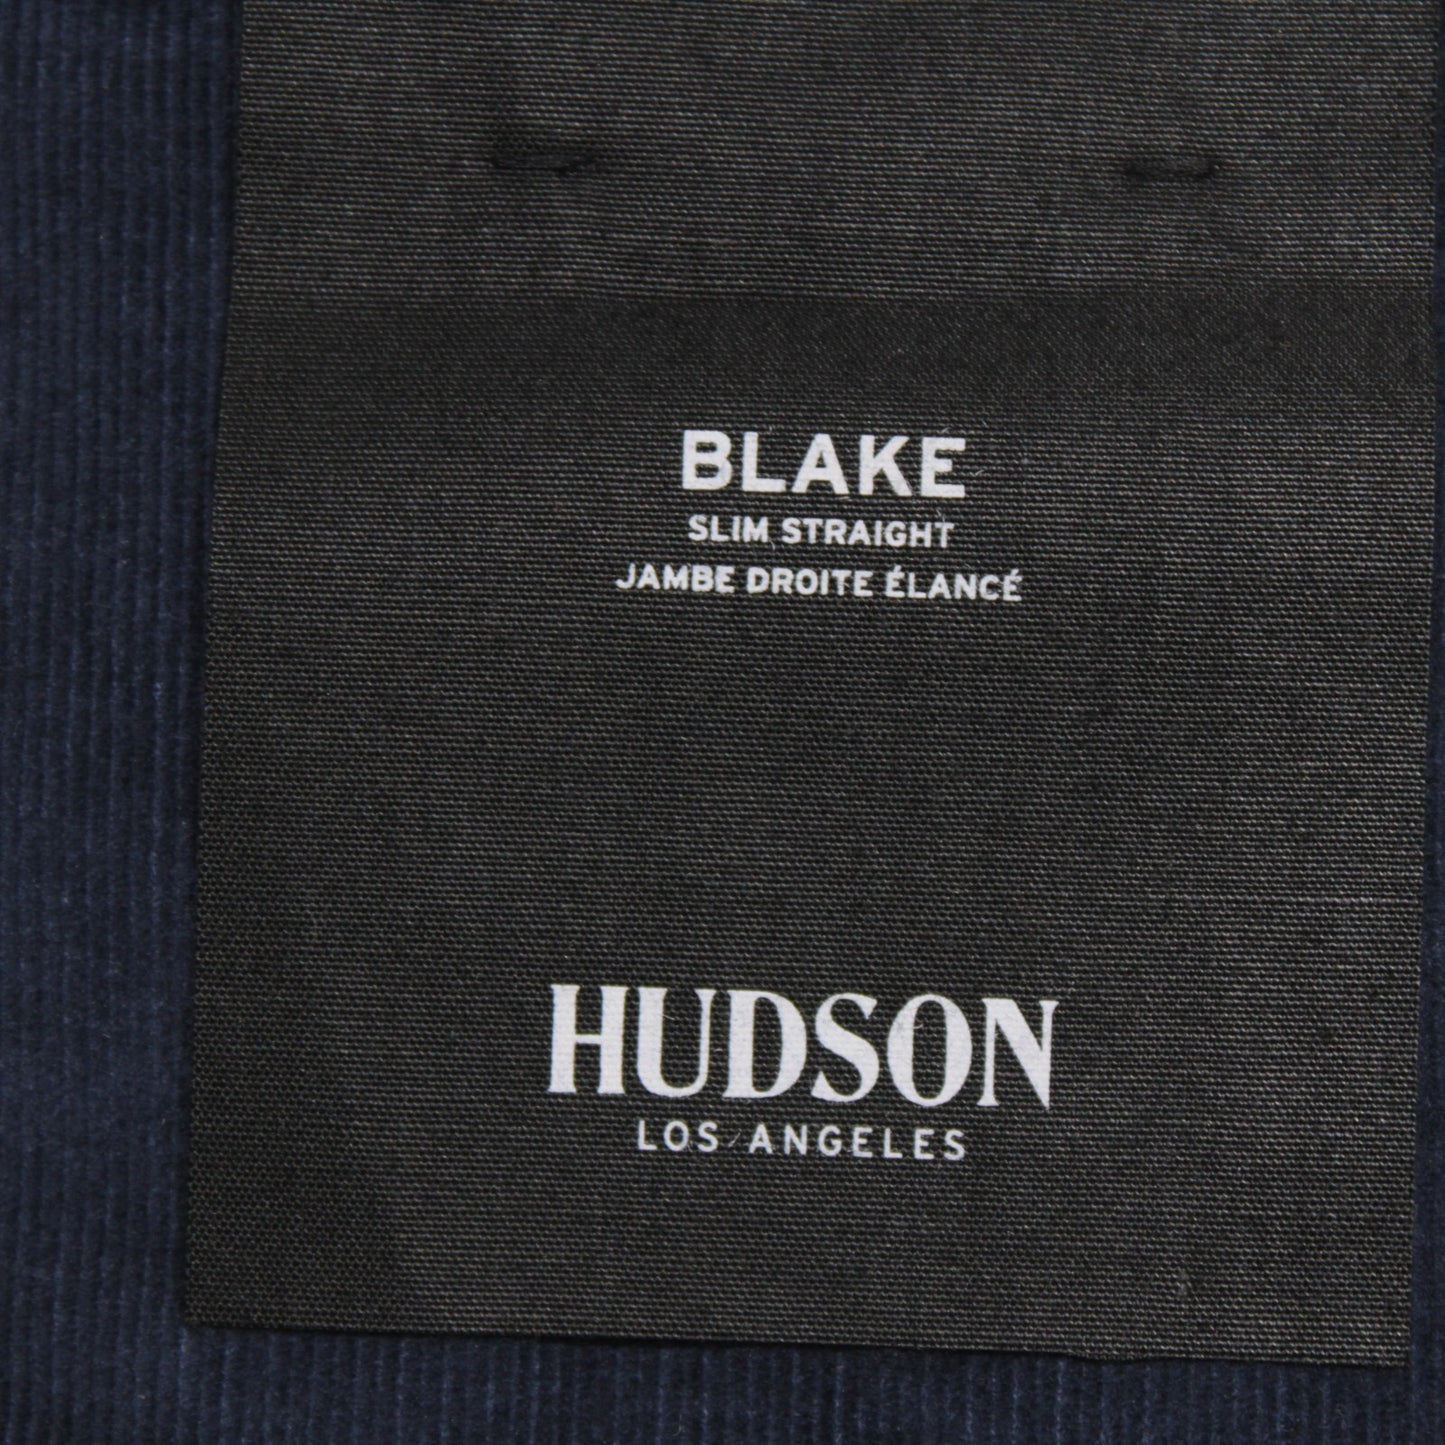 BLAKE
SLIM STRAIGHT
JAMBE DROITE ÉLANCÉ
HUDSON
LOS ANGELES